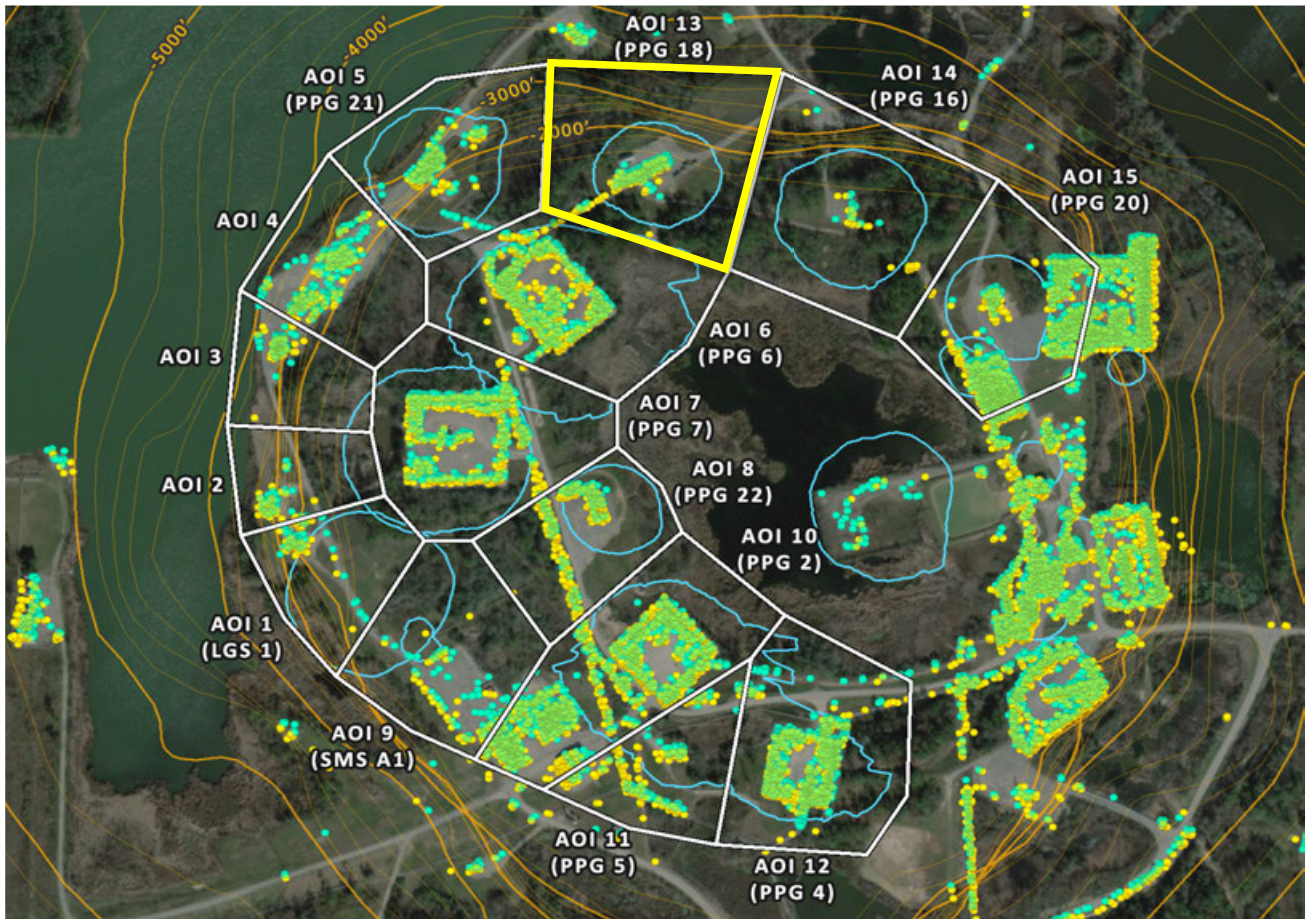 -5000'
-4000'
AOI 13
(PPG 18)
AOI 5
(PPG 21)
-3000'
-2000'
AOI 14
(PPG 16)
AOI 15
(PPG 20)
AOI 4
AOI 3
AOI 6
(PPG 6)
AOI 7
(PPG 7)
AOI 8
(PPG 22)
AOI 2
AOI 10
(PPG 2)
AOI 1
(LGS 1)
AOI 9
(SMS A1)
AOI 11
(PPG 5)
AOI 12
(PPG 4)